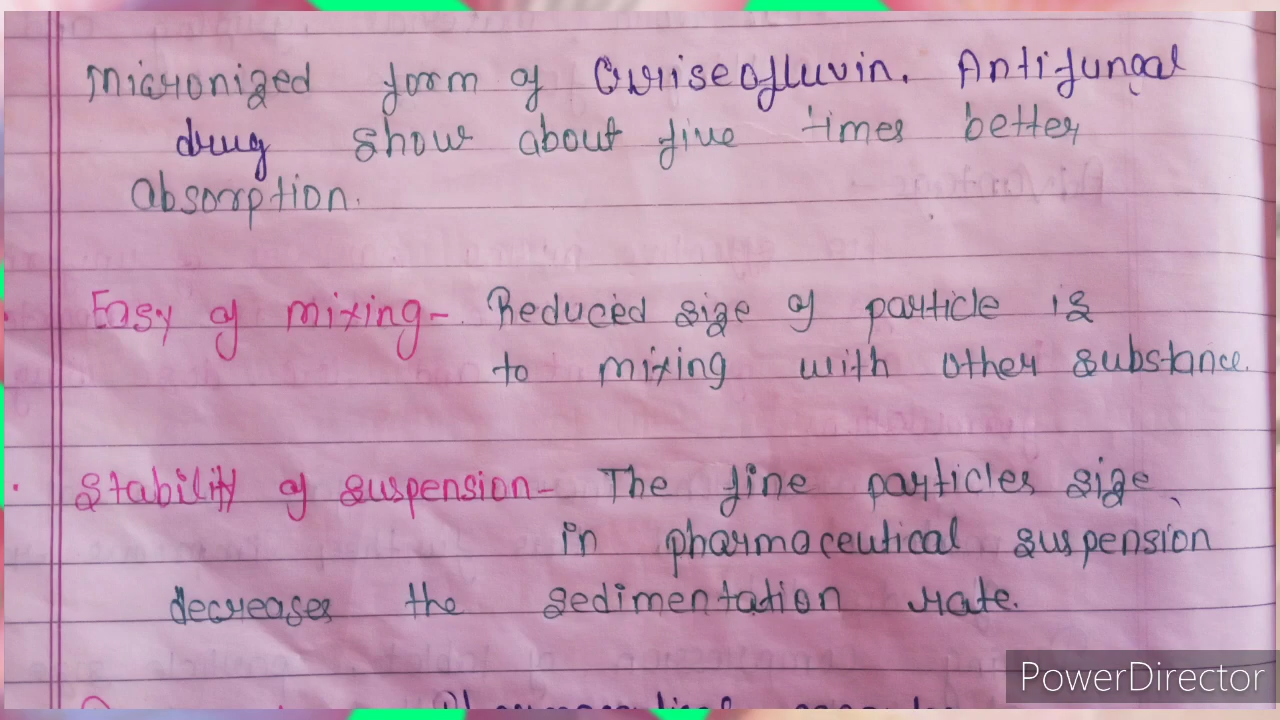 Micronized form of Griseofluvin. Antifungal
drug show about five times better
absorption.
Easy of mixing- Reduced size of particle is
to mixing with other substance.
Stability of suspension- The fine particles size
in pharmaceutical suspension
decreases the sedimentation rate.
PowerDirector